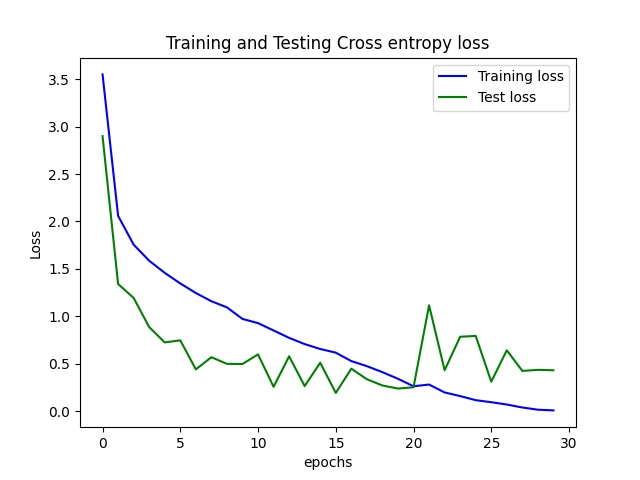 Training and Testing Cross entropy loss
Training loss
Test loss
3.5
3.0
2.5
2.0
1.5
1.0
0.5
0.0
Loss
0 5 10 15 20 25 30
epochs